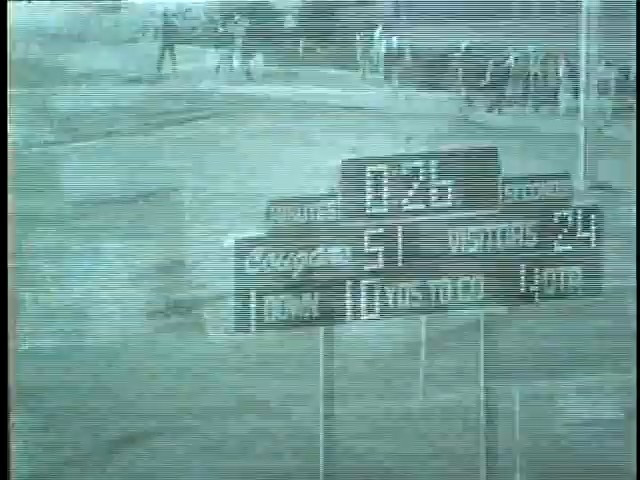 0:26
MINUTES SECONDS
Cougars 51 VISITORS 24
1 DOWN 10 YDS TO GO 4 QTR